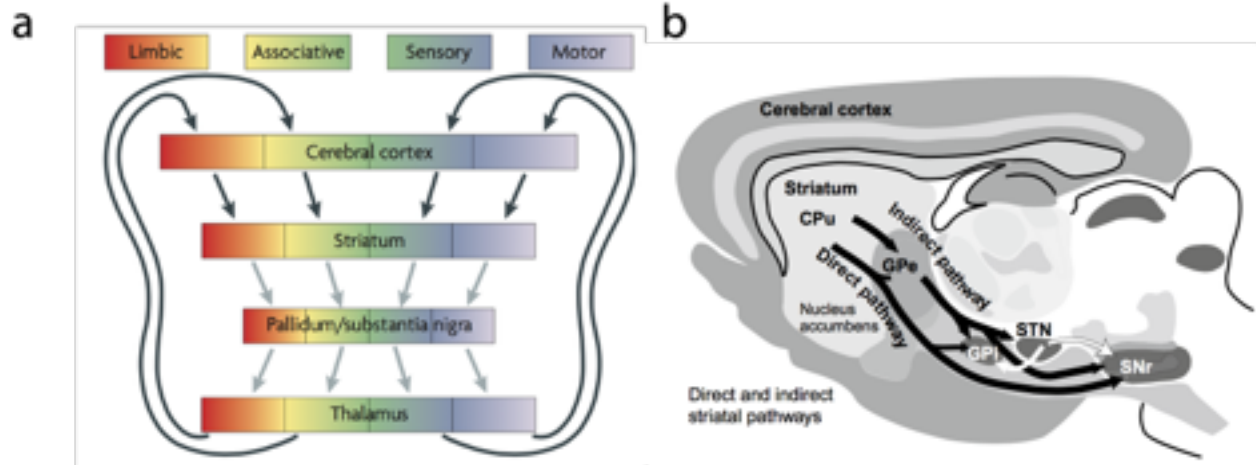 a
Limbic
Associative
Sensory
Motor
Cerebral cortex
Striatum
Pallidum/substantia nigra
Thalamus
b
Cerebral cortex
Striatum
CPu
Indirect pathway
GPe
Direct pathway
Nucleus
accumbens
STN
GPi
SNr
Direct and indirect
striatal pathways